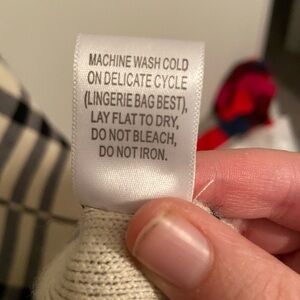 MACHINE WASH COLD
ON DELICATE CYCLE
(LINGERIE BAG BEST),
LAY FLAT TO DRY,
DO NOT BLEACH,
DO NOT IRON.